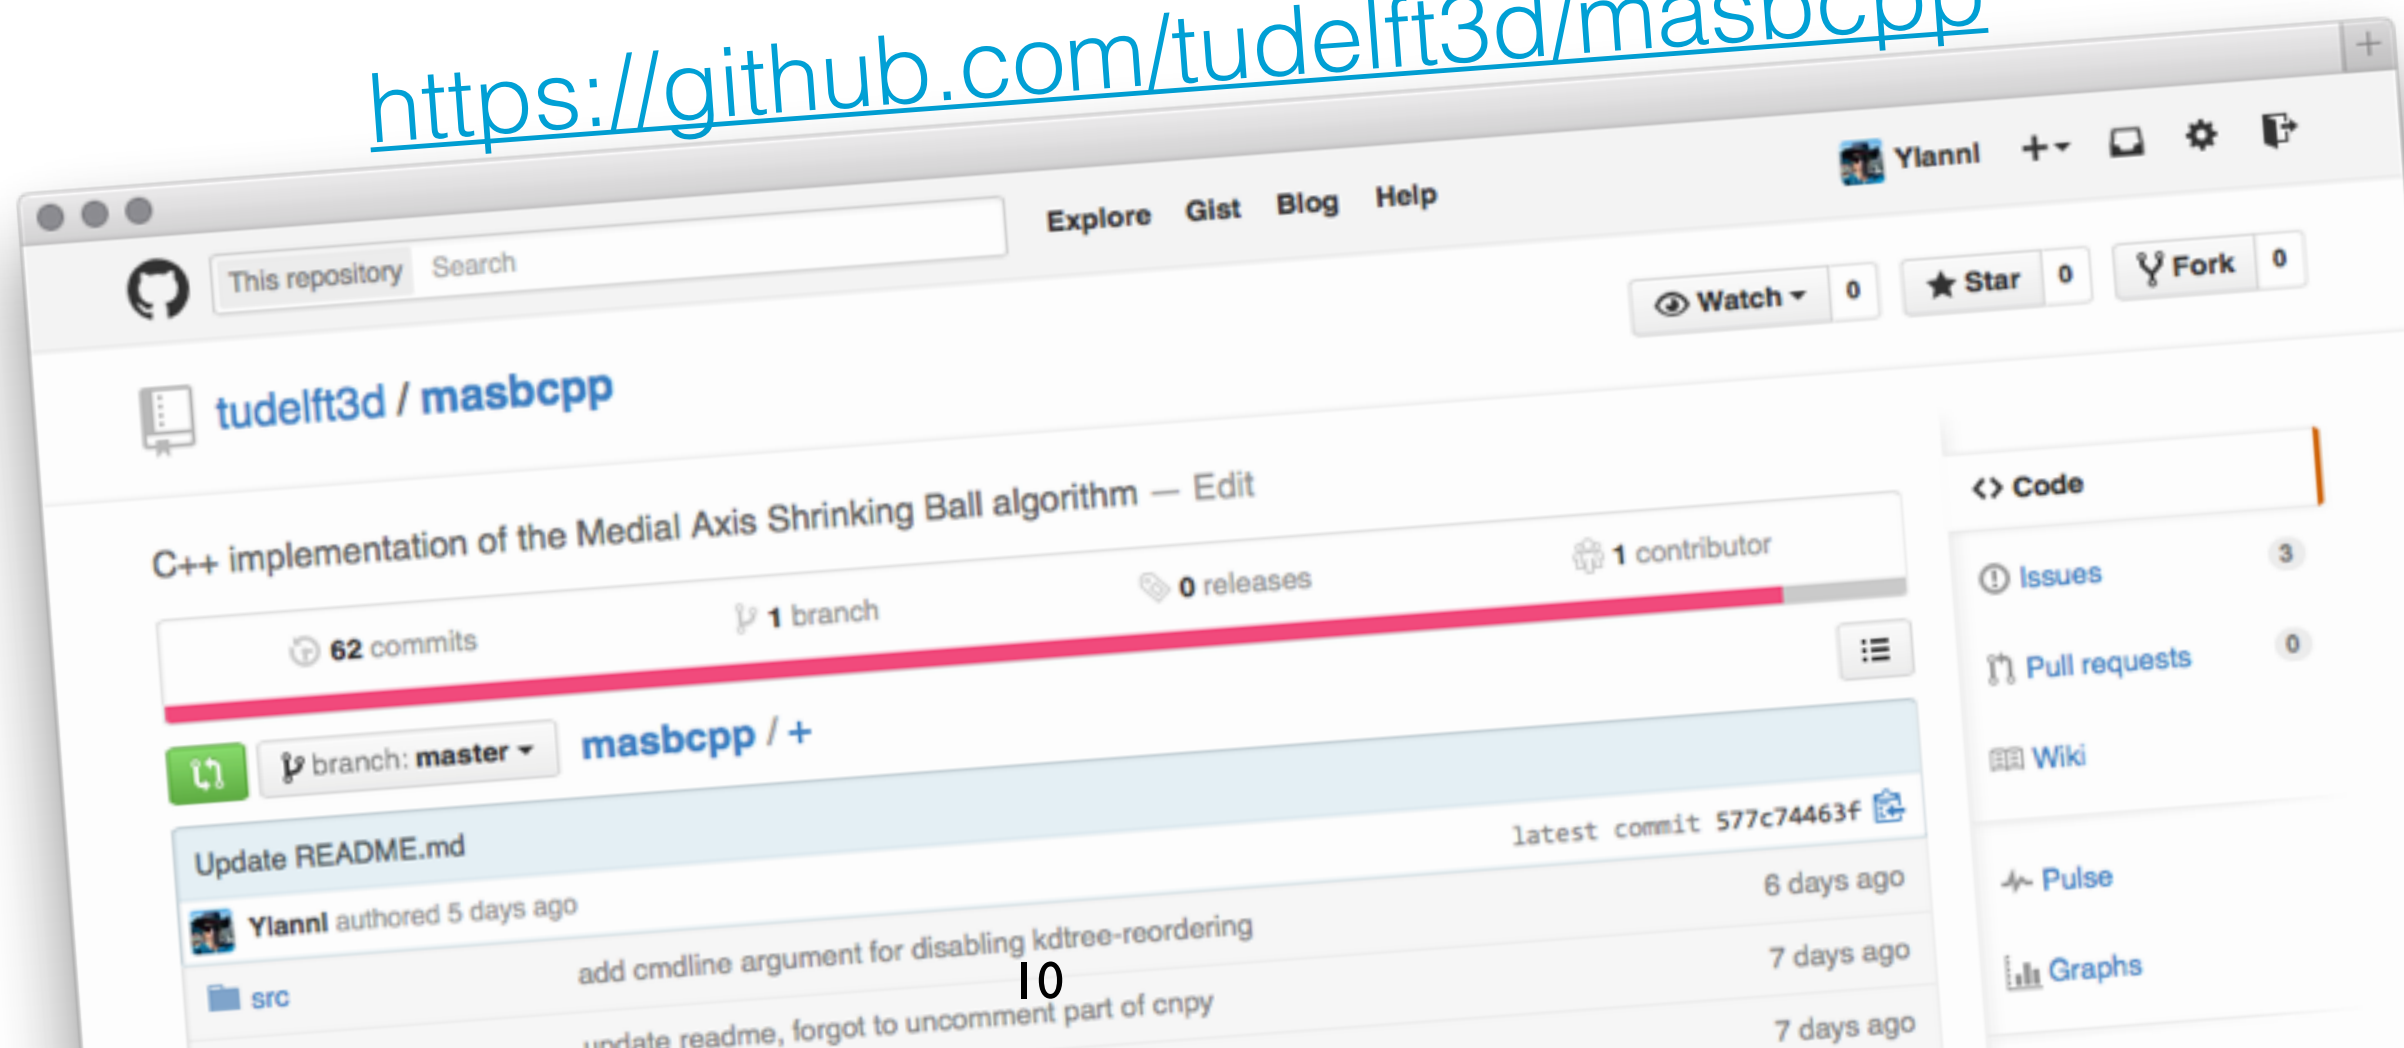 https://github.com/tudelft3d/masbcpp
Ylannl
This repository Search Explore Gist Blog Help
Watch 0 Star 0 Fork 0
tudelft3d / masbcpp
C++ implementation of the Medial Axis Shrinking Ball algorithm — Edit
62 commits 1 branch 0 releases 1 contributor
branch: master masbcpp / +
Update README.md
Ylannl authored 5 days ago latest commit 577c74463f
src add cmdline argument for disabling kdtree-reordering 6 days ago
update readme, forgot to uncomment part of cnpy 7 days ago
7 days ago
Code
Issues 3
Pull requests 0
Wiki
Pulse
Graphs
10